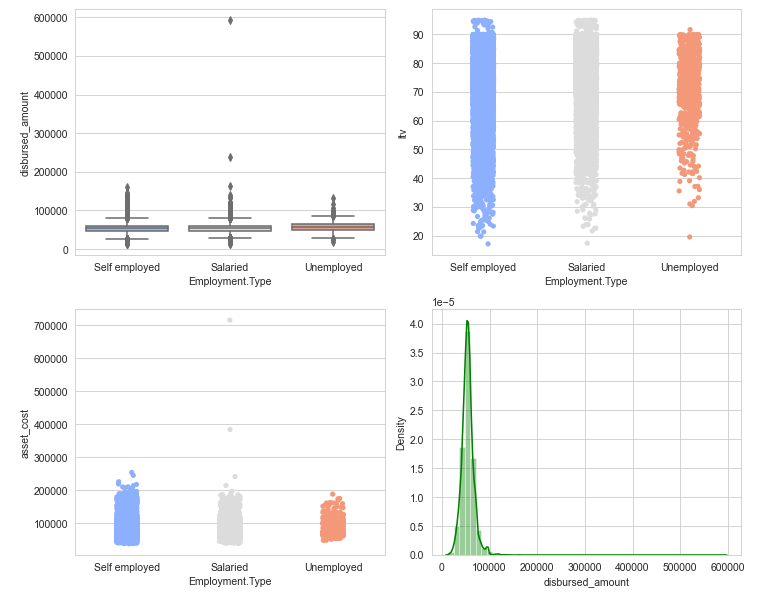 600000
500000
400000
300000
200000
100000
0
disbursed_amount
Self employed
Salaried
Unemployed
Employment.Type
90
80
70
60
50
40
30
20
ltv
Self employed
Salaried
Unemployed
Employment.Type
700000
600000
500000
400000
300000
200000
100000
asset_cost
Self employed
Salaried
Unemployed
Employment.Type
1e−5
4.0
3.5
3.0
2.5
2.0
1.5
1.0
0.5
0.0
Density
0
100000
200000
300000
400000
500000
600000
disbursed_amount